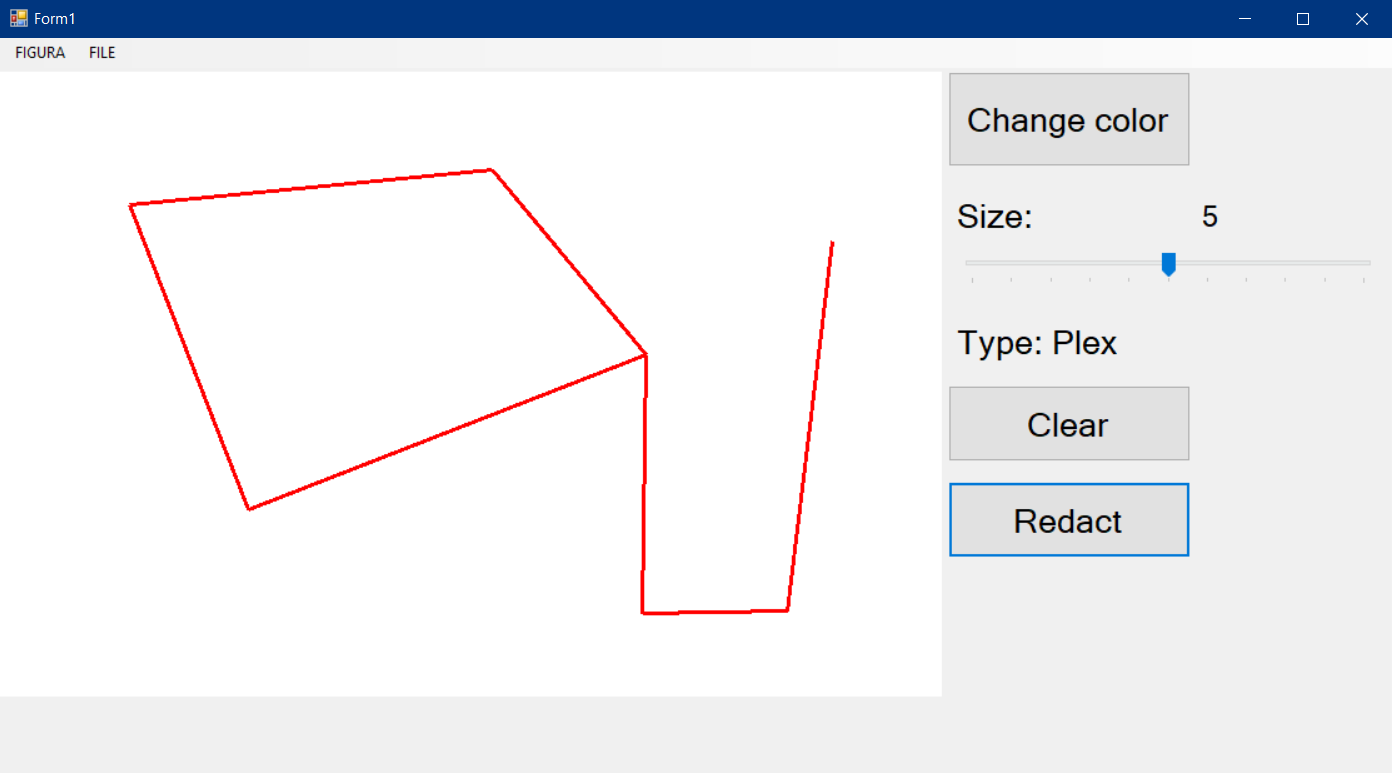 Form1
FIGURA FILE
Change color
Size: 5
Type: Plex
Clear
Redact